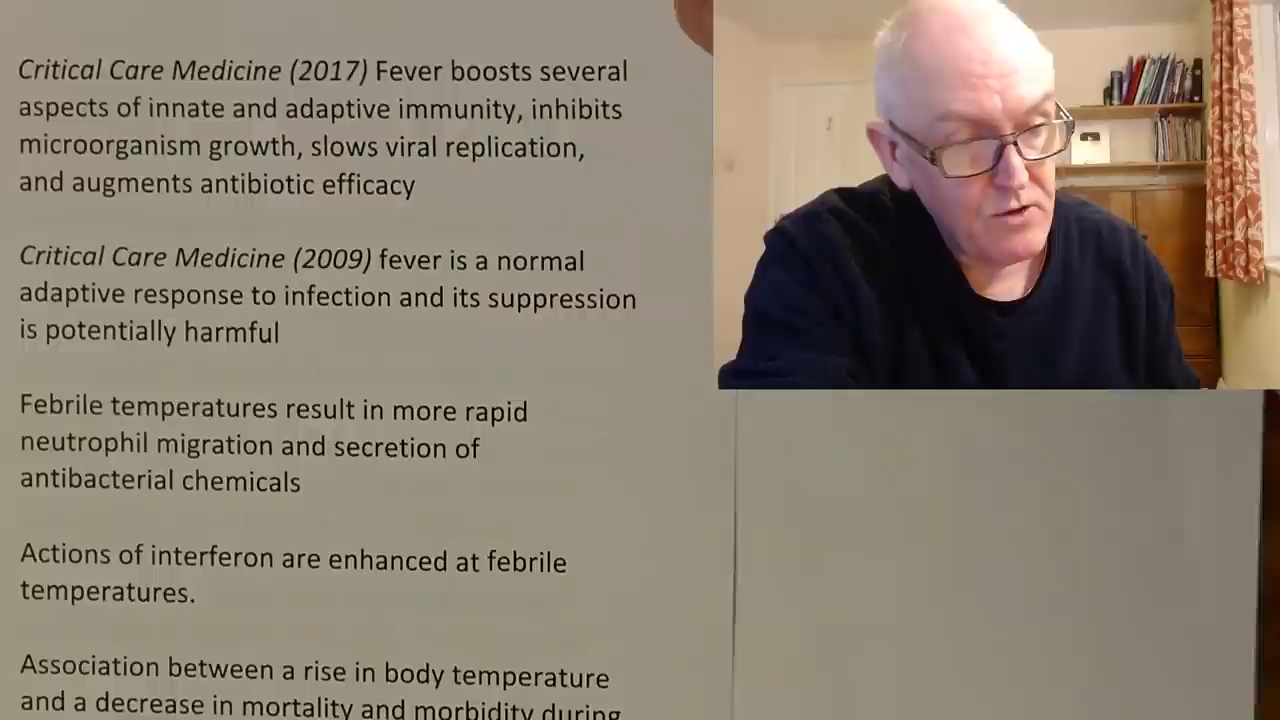 Critical Care Medicine (2017) Fever boosts several
aspects of innate and adaptive immunity, inhibits
microorganism growth, slows viral replication,
and augments antibiotic efficacy
Critical Care Medicine (2009) fever is a normal
adaptive response to infection and its suppression
is potentially harmful
Febrile temperatures result in more rapid
neutrophil migration and secretion of
antibacterial chemicals
Actions of interferon are enhanced at febrile
temperatures.
Association between a rise in body temperature
and a decrease in mortality and morbidity during